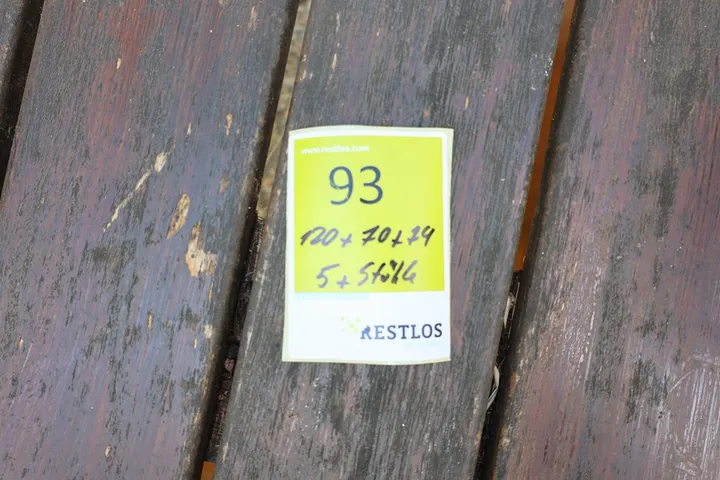 www.restlos.com
93
120 + 70 + 74
5 + Stühle
RESTLOS